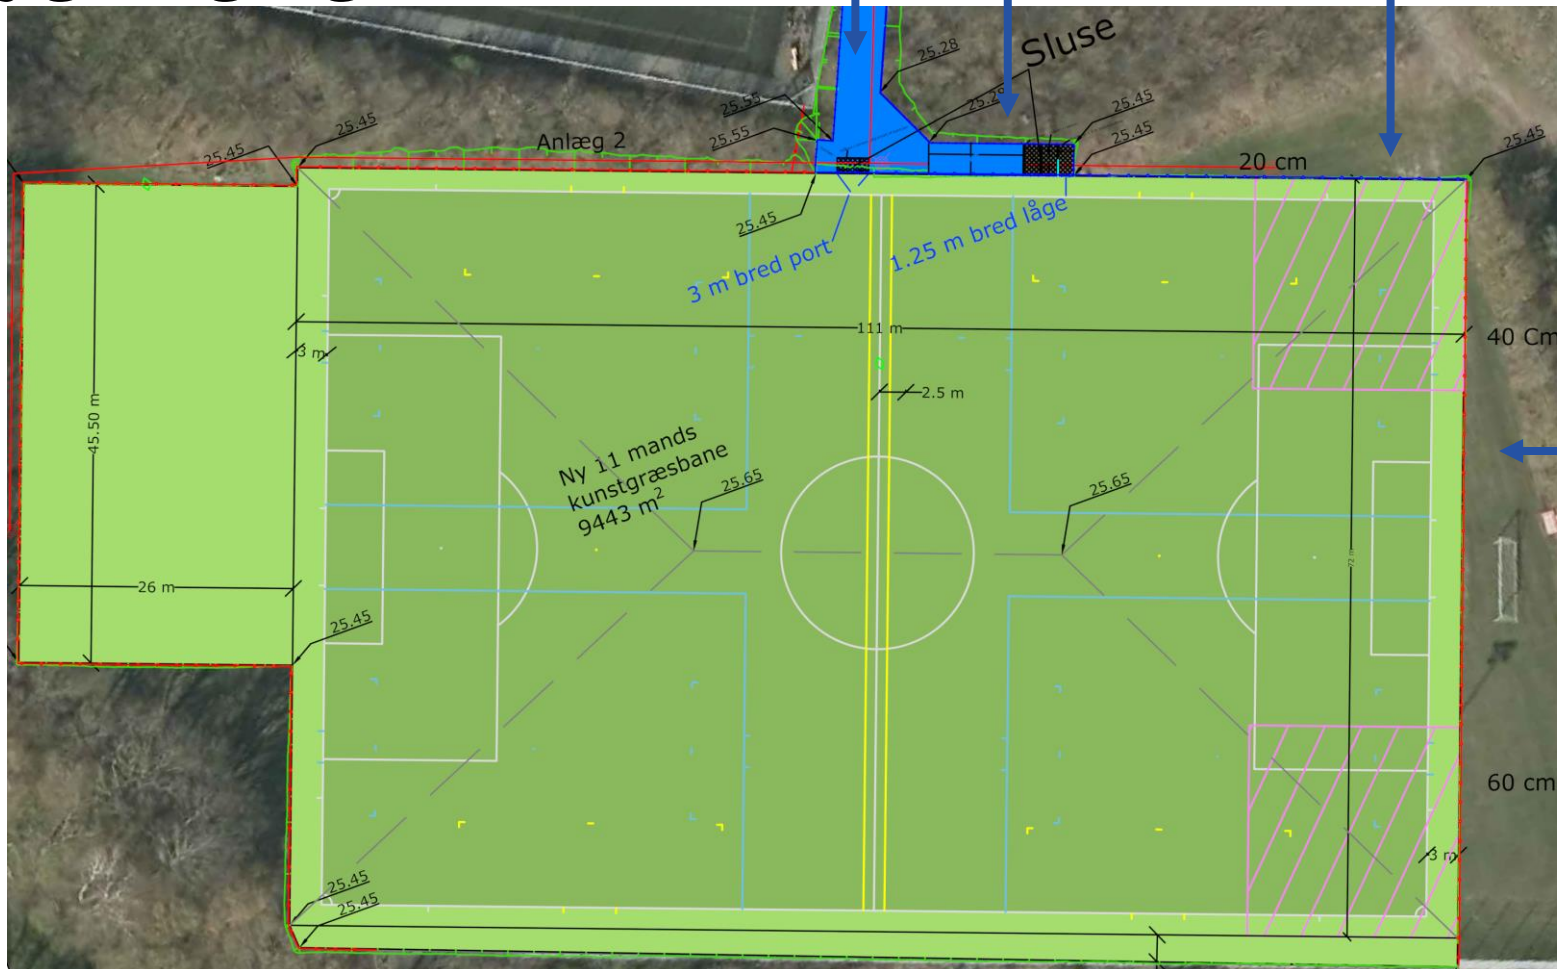 Sluse
25.28
25.55
25.45
25.45
25.45
25.45
Anlæg 2
25.55
25.45
25.45
20 cm
25.45
3 m bred port
1.25 m bred låge
111 m
40 Cm
3 m
2.5 m
45.50 m
Ny 11 mands
kunstgræsbane
9443 m²
25.65
25.65
72 m
26 m
25.45
60 cm
3 m
25.45
25.45